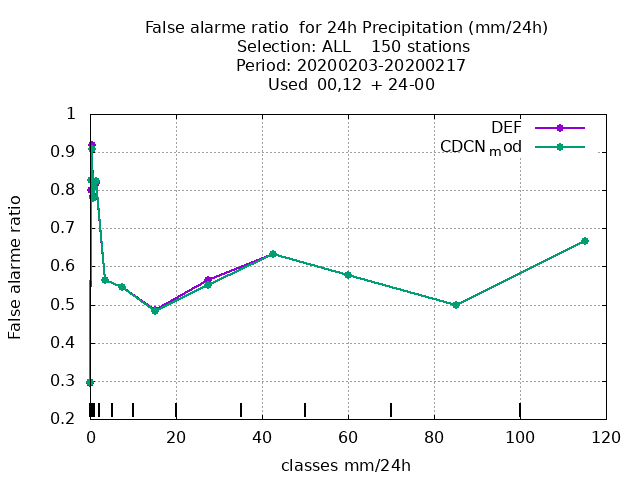 False alarme ratio  for 24h Precipitation (mm/24h)
Selection: ALL    150 stations
Period: 20200203-20200217
Used  00,12  + 24-00
DEF
CDCN_mod
False alarme ratio
1
0.9
0.8
0.7
0.6
0.5
0.4
0.3
0.2
0 20 40 60 80 100 120
classes mm/24h